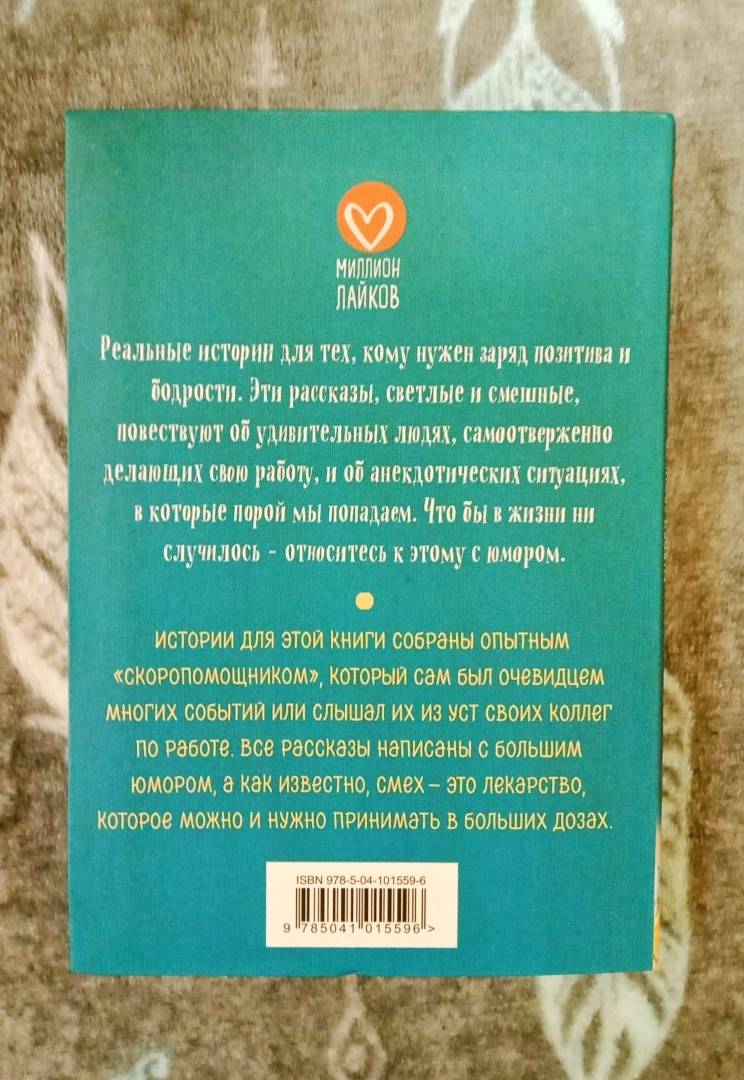 МИЛЛИОН
ЛАЙКОВ
Реальные истории для тех, кому нужен заряд позитива и
бодрости. Эти рассказы, светлые и смешные,
повествуют об удивительных людях, самоотверженно
делающих свою работу, и об анекдотических ситуациях,
в которые порой мы попадаем. Что бы в жизни ни
случилось - относитесь к этому с юмором.
ИСТОРИИ ДЛЯ ЭТОЙ КНИГИ СОБРАНЫ ОПЫТНЫМ
«СКОРОПОМОЩНИКОМ», КОТОРЫЙ САМ БЫЛ ОЧЕВИДЦЕМ
МНОГИХ СОБЫТИЙ ИЛИ СЛЫШАЛ ИХ ИЗ УСТ СВОИХ КОЛЛЕГ
ПО РАБОТЕ. ВСЕ РАССКАЗЫ НАПИСАНЫ С БОЛЬШИМ
ЮМОРОМ, А КАК ИЗВЕСТНО, СМЕХ – ЭТО ЛЕКАРСТВО,
КОТОРОЕ МОЖНО И НУЖНО ПРИНИМАТЬ В БОЛЬШИХ ДОЗАХ.
ISBN 978-5-04-101559-6
9 785041 015596 >